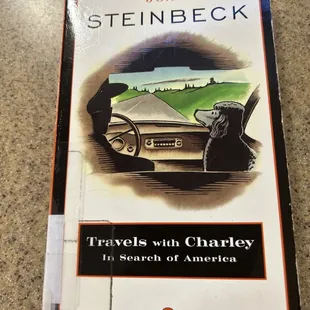 STEINBECK
Travels with Charley
In Search of America